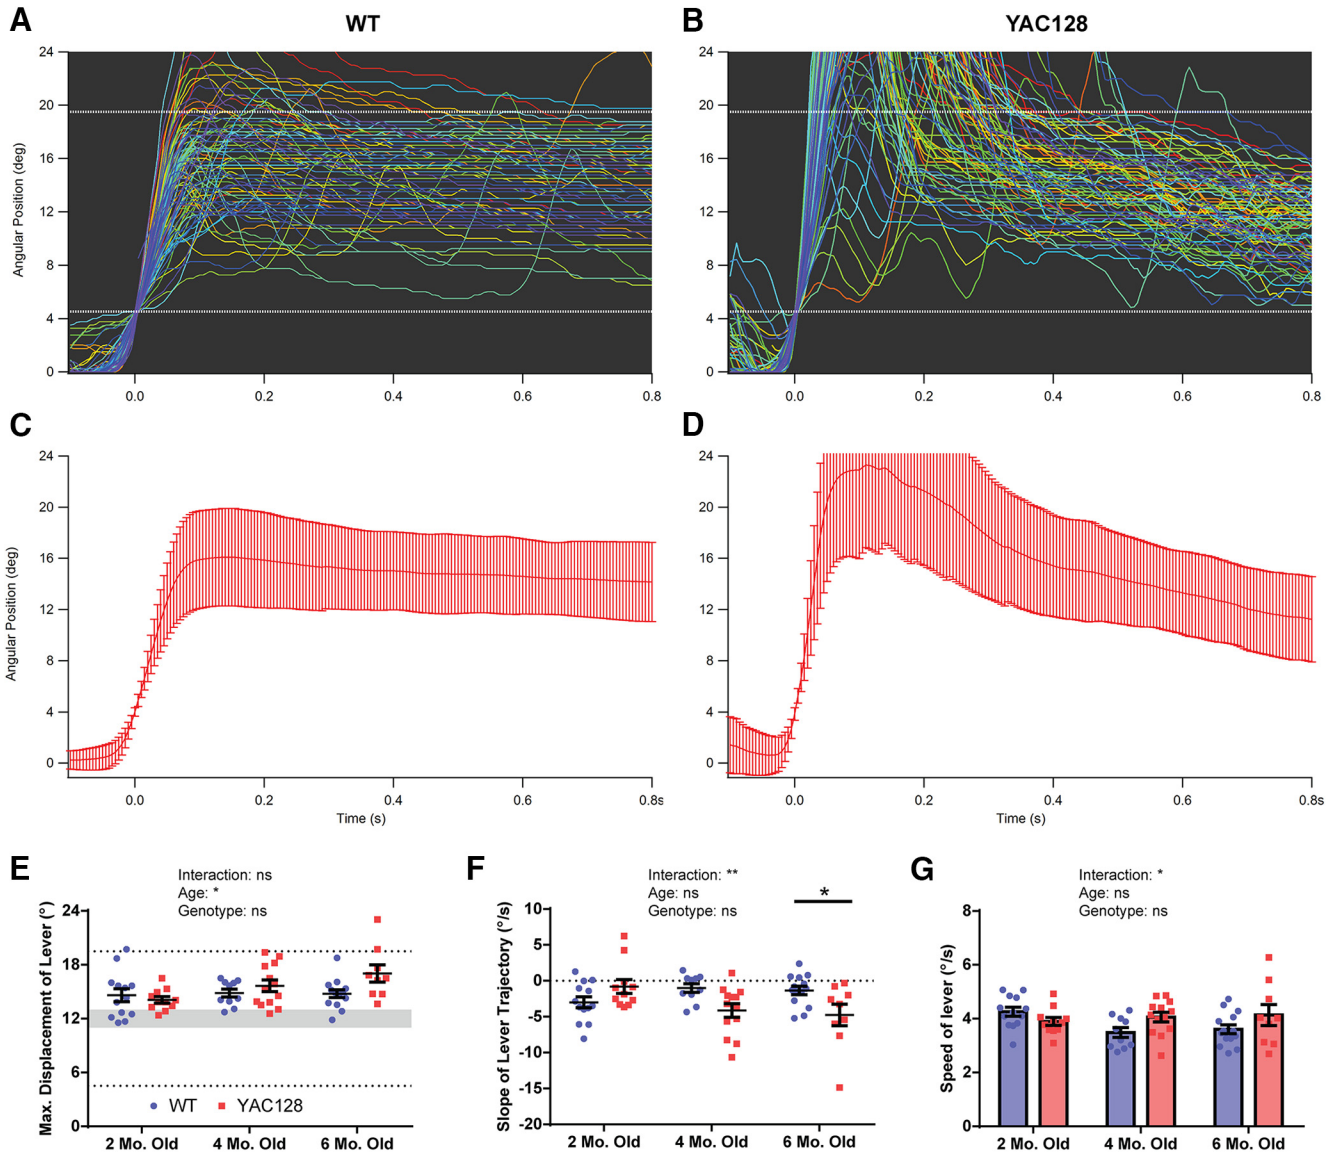 A
WT
B
YAC128
24
20
16
12
8
4
0
Angular Position (deg)
0.0
0.2
0.4
0.6
0.8
24
20
16
12
8
4
0
0.0
0.2
0.4
0.6
0.8
C
D
24
20
16
12
8
4
0
Angular Position (deg)
0.0
0.2
0.4
0.6
0.8s
Time (s)
24
20
16
12
8
4
0
0.0
0.2
0.4
0.6
0.8s
Time (s)
E
Interaction: ns
Age: *
Genotype: ns
Max. Displacement of Lever (°)
24
18
12
6
0
WT
YAC128
2 Mo. Old
4 Mo. Old
6 Mo. Old
F
Interaction: **
Age: ns
Genotype: ns
*
Slope of Lever Trajectory (°/s)
10
5
0
-5
-10
-15
-20
2 Mo. Old
4 Mo. Old
6 Mo. Old
G
Interaction: *
Age: ns
Genotype: ns
Speed of lever (°/s)
8
6
4
2
0
2 Mo. Old
4 Mo. Old
6 Mo. Old